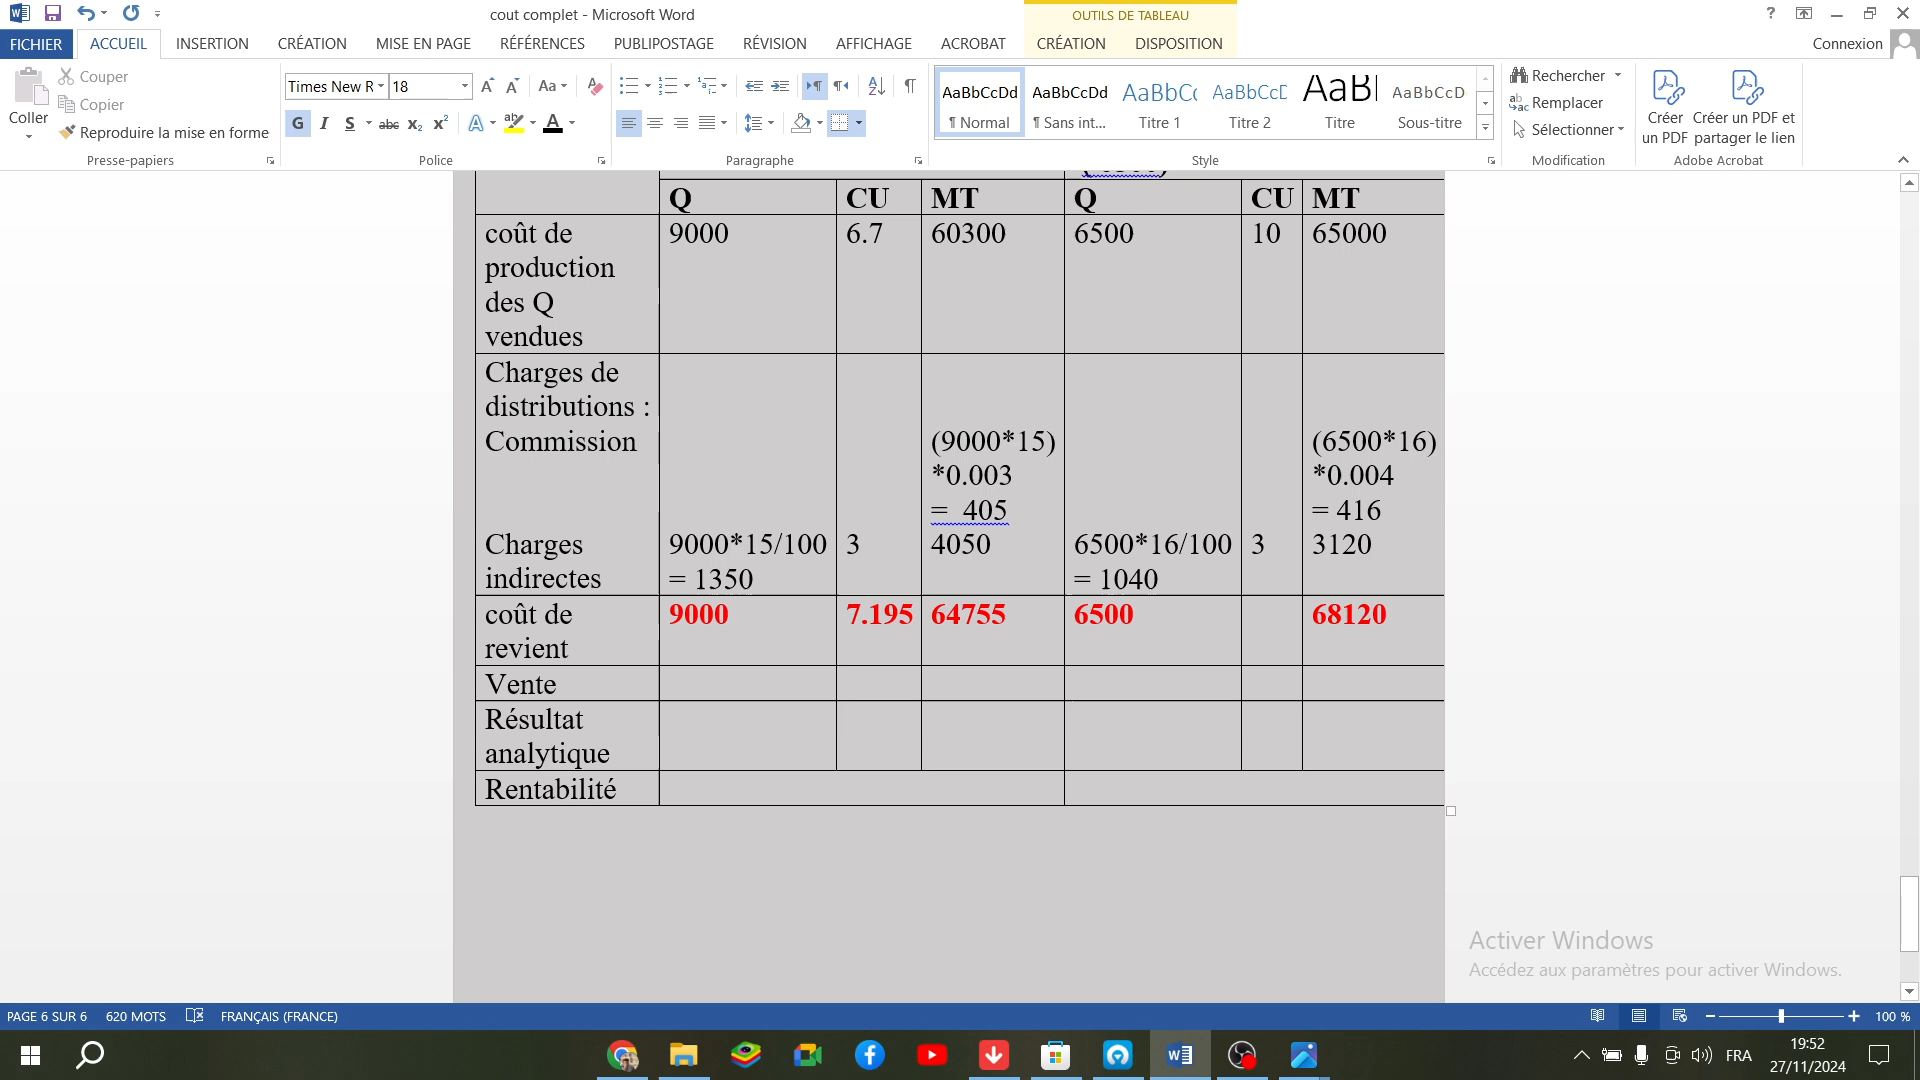 cout complet - Microsoft Word
OUTILS DE TABLEAU
?
FICHIER ACCUEIL INSERTION CRÉATION MISE EN PAGE RÉFÉRENCES PUBLIPOSTAGE RÉVISION AFFICHAGE ACROBAT CRÉATION DISPOSITION Connexion
Coller
Couper
Copier
Reproduire la mise en forme
Presse-papiers
Times New R 18
Police
Paragraphe
AaBbCcDd AaBbCcDd AaBbCc AaBbCcE AaBl AaBbCcD
¶ Normal ¶ Sans int... Titre 1 Titre 2 Titre Sous-titre
Style
Rechercher
Remplacer
Sélectionner
Modification
Créer un PDF
Créer un PDF et partager le lien
Adobe Acrobat
Q CU MT Q CU MT
coût de 9000 6.7 60300 6500 10 65000
production
des Q
vendues
Charges de
distributions :
Commission (9000*15) (6500*16)
*0.003 *0.004
= 405 = 416
Charges 9000*15/100 3 4050 6500*16/100 3 3120
indirectes = 1350 = 1040
coût de 9000 7.195 64755 6500 68120
revient
Vente
Résultat
analytique
Rentabilité
Activer Windows
Accédez aux paramètres pour activer Windows.
PAGE 6 SUR 6 620 MOTS FRANÇAIS (FRANCE) 100 %
FRA
19:52
27/11/2024